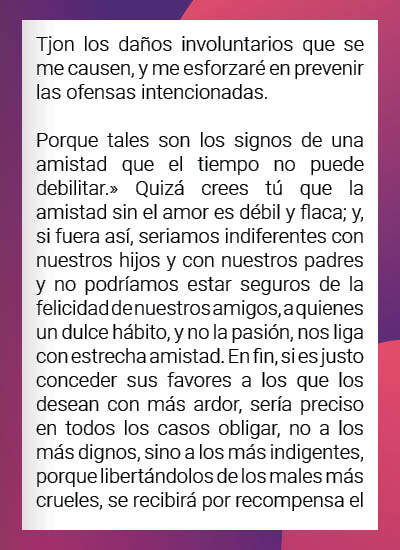 Tjon los daños involuntarios que se
me causen, y me esforzaré en prevenir
las ofensas intencionadas.
Porque tales son los signos de una
amistad que el tiempo no puede
debilitar.» Quizá crees tú que la
amistad sin el amor es débil y flaca; y,
si fuera así, seriamos indiferentes con
nuestros hijos y con nuestros padres
y no podríamos estar seguros de la
felicidad de nuestros amigos, a quienes
un dulce hábito, y no la pasión, nos liga
con estrecha amistad. En fin, si es justo
conceder sus favores a los que los
desean con más ardor, sería preciso
en todos los casos obligar, no a los
más dignos, sino a los más indigentes,
porque libertándolos de los males más
crueles, se recibirá por recompensa el